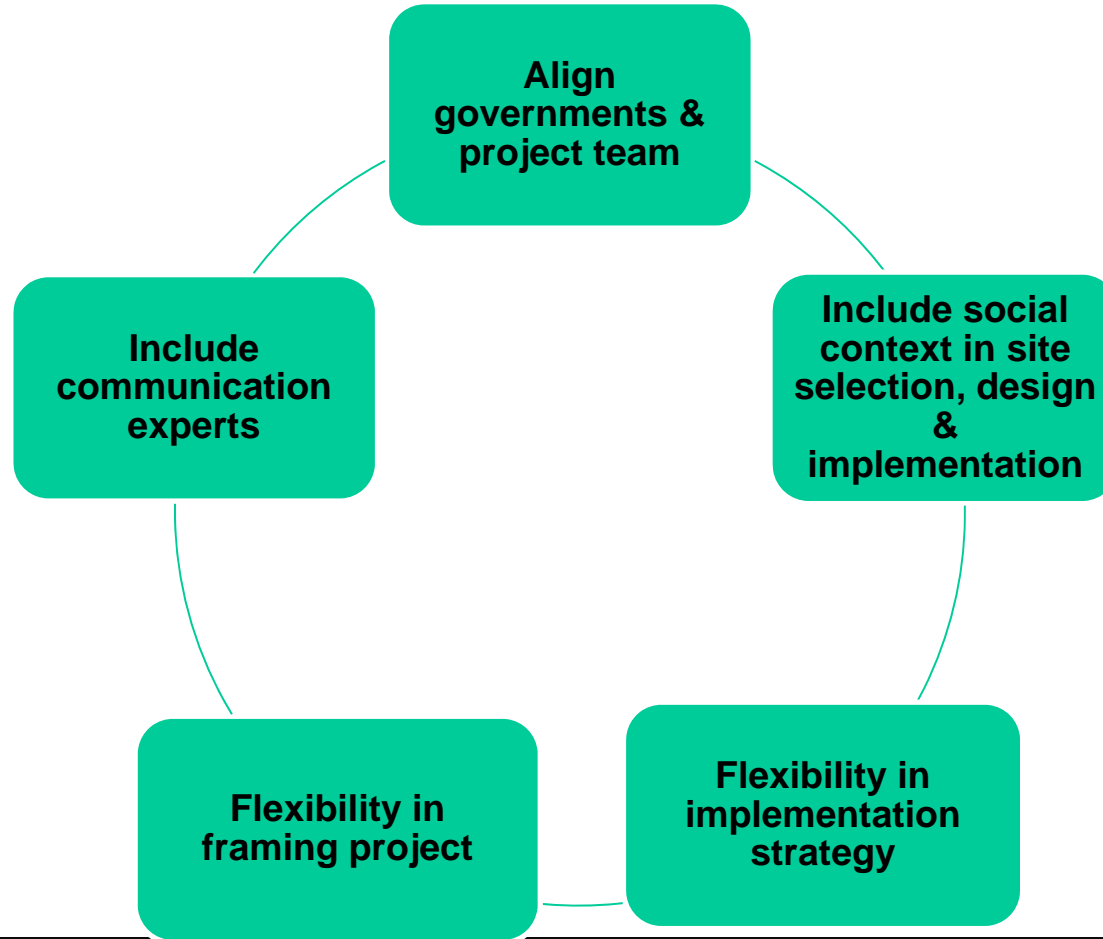 Align
governments &
project team
Include social
context in site
selection, design
&
implementation
Flexibility in
implementation
strategy
Flexibility in
framing project
Include
communication
experts